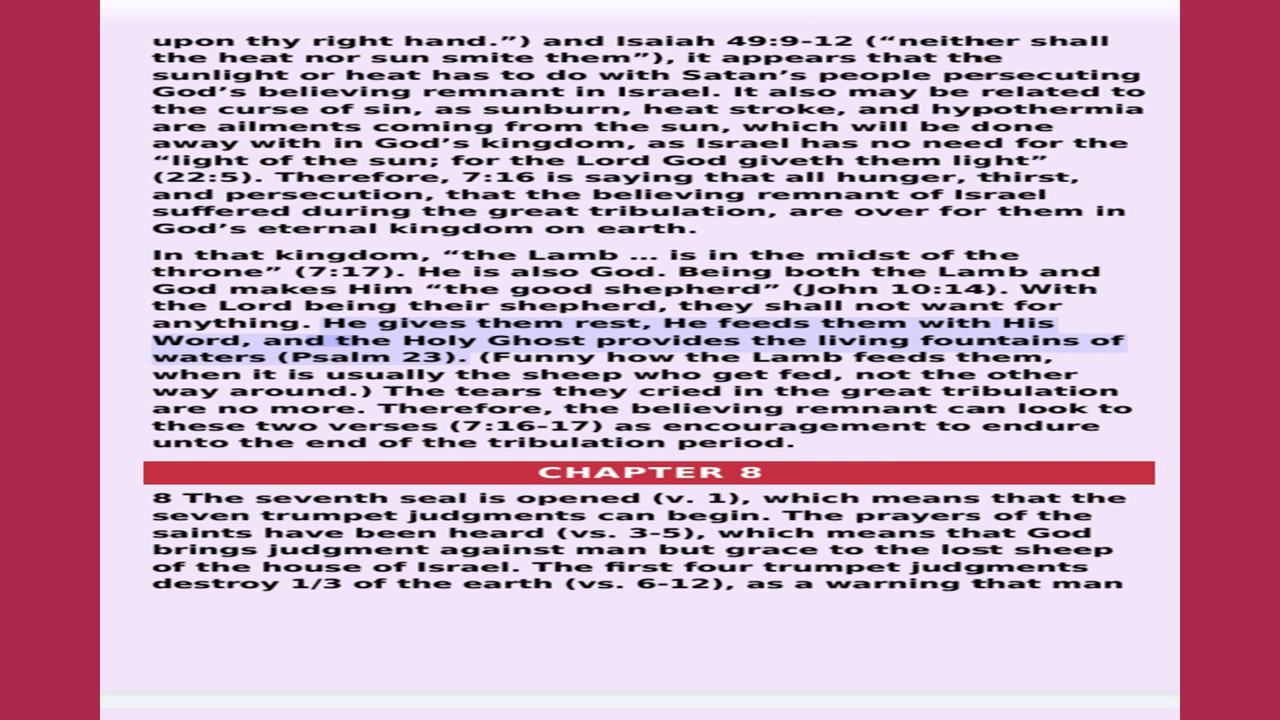 upon thy right hand.”) and Isaiah 49:9-12 (“neither shall
the heat nor sun smite them”), it appears that the
sunlight or heat has to do with Satan’s people persecuting
God’s believing remnant in Israel. It also may be related to
the curse of sin, as sunburn, heat stroke, and hypothermia
are ailments coming from the sun, which will be done
away with in God’s kingdom, as Israel has no need for the
“light of the sun; for the Lord God giveth them light”
(22:5). Therefore, 7:16 is saying that all hunger, thirst,
and persecution, that the believing remnant of Israel
suffered during the great tribulation, are over for them in
God’s eternal kingdom on earth.
In that kingdom, “the Lamb ... is in the midst of the
throne” (7:17). He is also God. Being both the Lamb and
God makes Him “the good shepherd” (John 10:14). With
the Lord being their shepherd, they shall not want for
anything. He gives them rest, He feeds them with His
Word, and the Holy Ghost provides the living fountains of
waters (Psalm 23). (Funny how the Lamb feeds them,
when it is usually the sheep who get fed, not the other
way around.) The tears they cried in the great tribulation
are no more. Therefore, the believing remnant can look to
these two verses (7:16-17) as encouragement to endure
unto the end of the tribulation period.
CHAPTER 8
8 The seventh seal is opened (v. 1), which means that the
seven trumpet judgments can begin. The prayers of the
saints have been heard (vs. 3-5), which means that God
brings judgment against man but grace to the lost sheep
of the house of Israel. The first four trumpet judgments
destroy 1/3 of the earth (vs. 6-12), as a warning that man